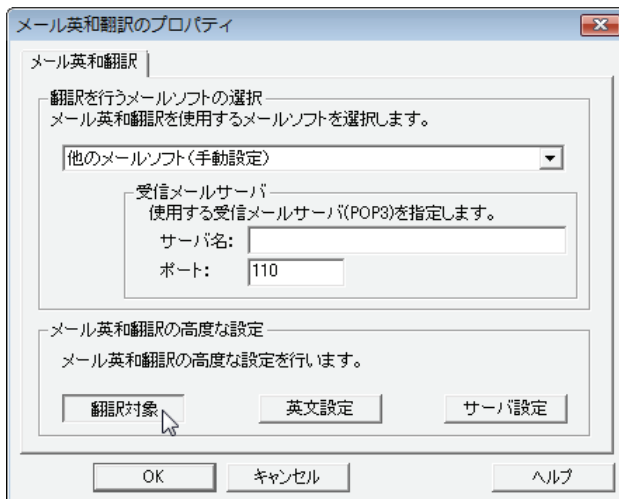 メール英和翻訳のプロパティ
メール英和翻訳
翻訳を行うメールソフトの選択
メール英和翻訳を使用するメールソフトを選択します。
他のメールソフト(手動設定)
受信メールサーバ
使用する受信メールサーバ(POP3)を指定します。
サーバ名:
ポート: 110
メール英和翻訳の高度な設定
メール英和翻訳の高度な設定を行います。
翻訳対象 英文設定 サーバ設定
OK キャンセル ヘルプ